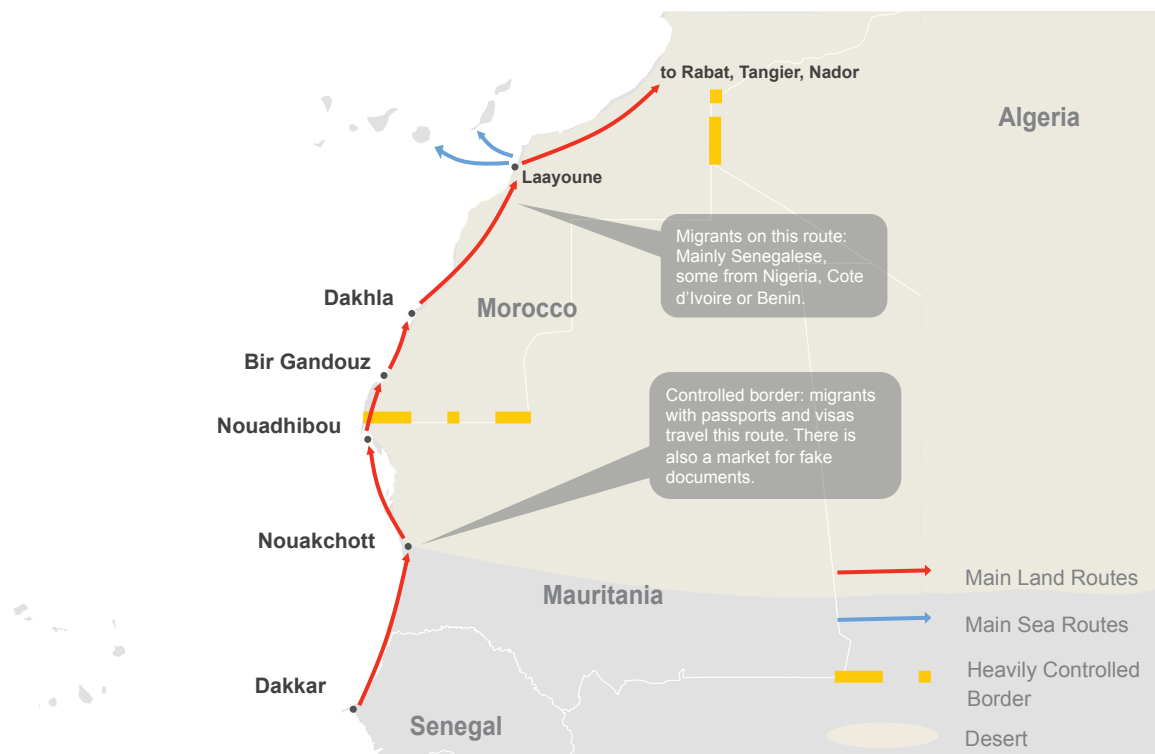 to Rabat, Tangier, Nador
Algeria
Laayoune
Migrants on this route:
Mainly Senegalese,
some from Nigeria, Cote
d'Ivoire or Benin.
Dakhla
Morocco
Bir Gandouz
Controlled border: migrants
with passports and visas
travel this route. There is
also a market for fake
documents.
Nouadhibou
Nouakchott
Mauritania
Main Land Routes
Main Sea Routes
Heavily Controlled
Border
Dakkar
Senegal
Desert